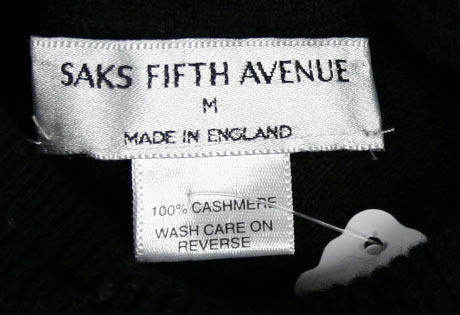 SAKS FIFTH AVENUE
M
MADE IN ENGLAND
100% CASHMERE
WASH CARE ON
REVERSE